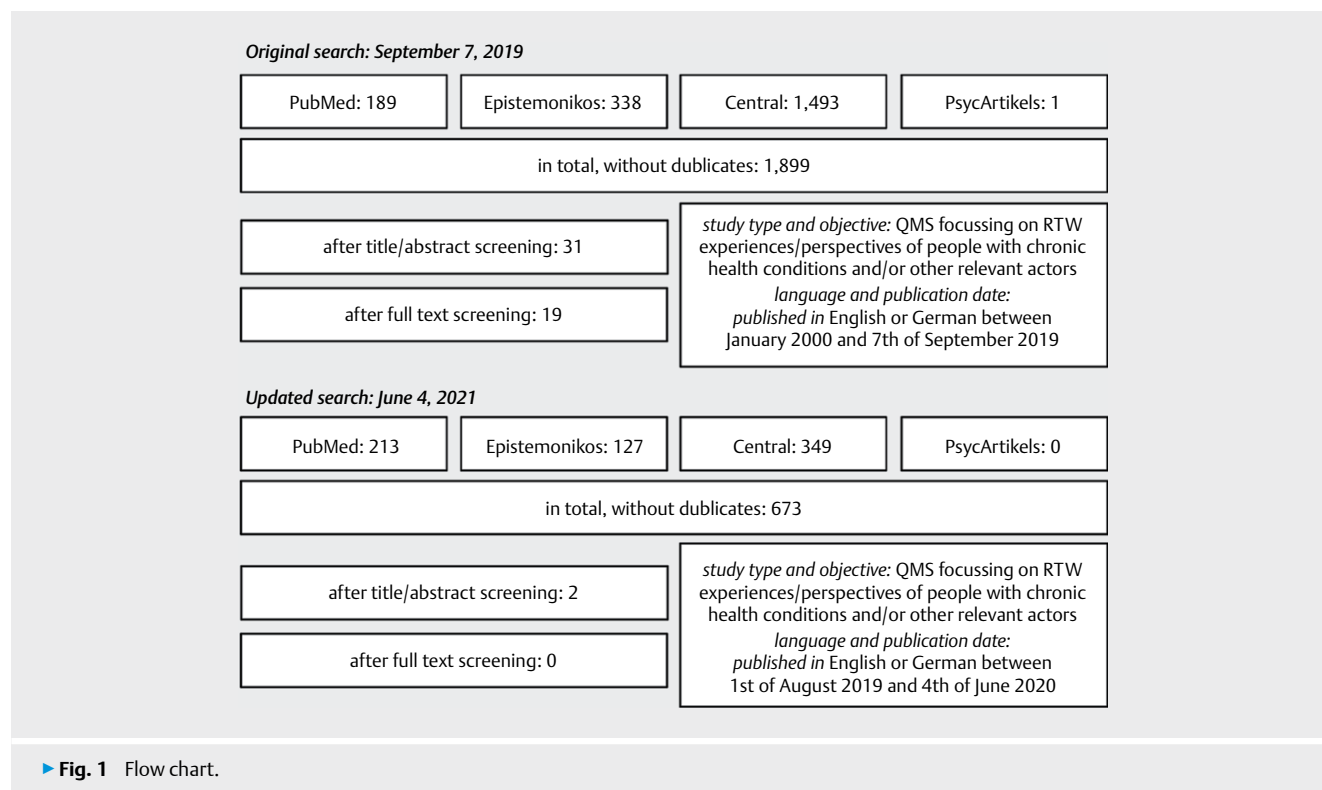 Original search: September 7, 2019
PubMed: 189
Epistemonikos: 338
Central: 1,493
PsycArtikels: 1
in total, without dublicates: 1,899
after title/abstract screening: 31
after full text screening: 19
study type and objective: QMS focussing on RTW
experiences/perspectives of people with chronic
health conditions and/or other relevant actors
language and publication date:
published in English or German between
January 2000 and 7th of September 2019
Updated search: June 4, 2021
PubMed: 213
Epistemonikos: 127
Central: 349
PsycArtikels: 0
in total, without dublicates: 673
after title/abstract screening: 2
after full text screening: 0
study type and objective: QMS focussing on RTW
experiences/perspectives of people with chronic
health conditions and/or other relevant actors
language and publication date:
published in English or German between
1st of August 2019 and 4th of June 2020
▶ Fig. 1 Flow chart.